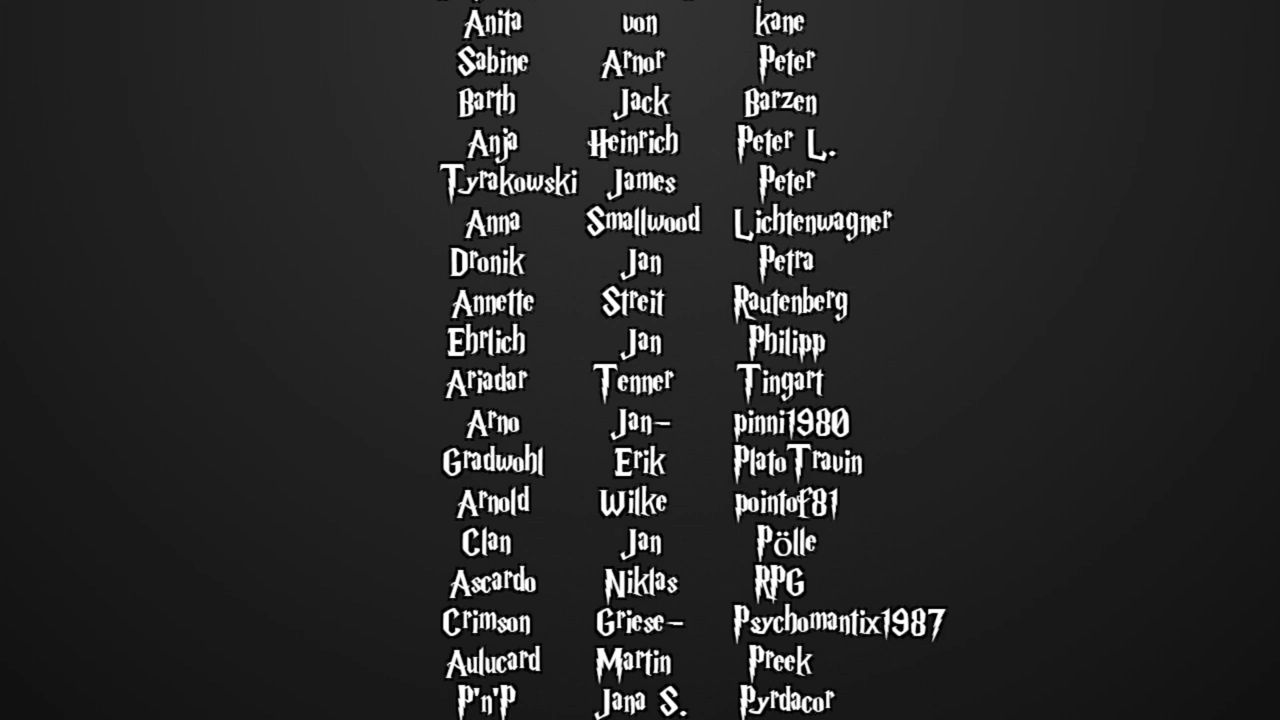 Anita von kane
Sabine Arnor Peter
Barth Jack Barzen
Anja Heinrich Peter L.
Tyrakowski James Peter
Anna Smallwood Lichtenwagner
Dronik Jan Petra
Annette Streit Rautenberg
Ehrlich Jan Philipp
Ariadar Tenner Tingart
Arno Jan- pinni1980
Gradwohl Erik PlatoTravin
Arnold Wilke pointof81
Clan Jan Pölle
Ascardo Niklas RPG
Crimson Griese- Psychomantix1987
Aulucard Martin Preek
P'n'P Jana S. Pyrdacor